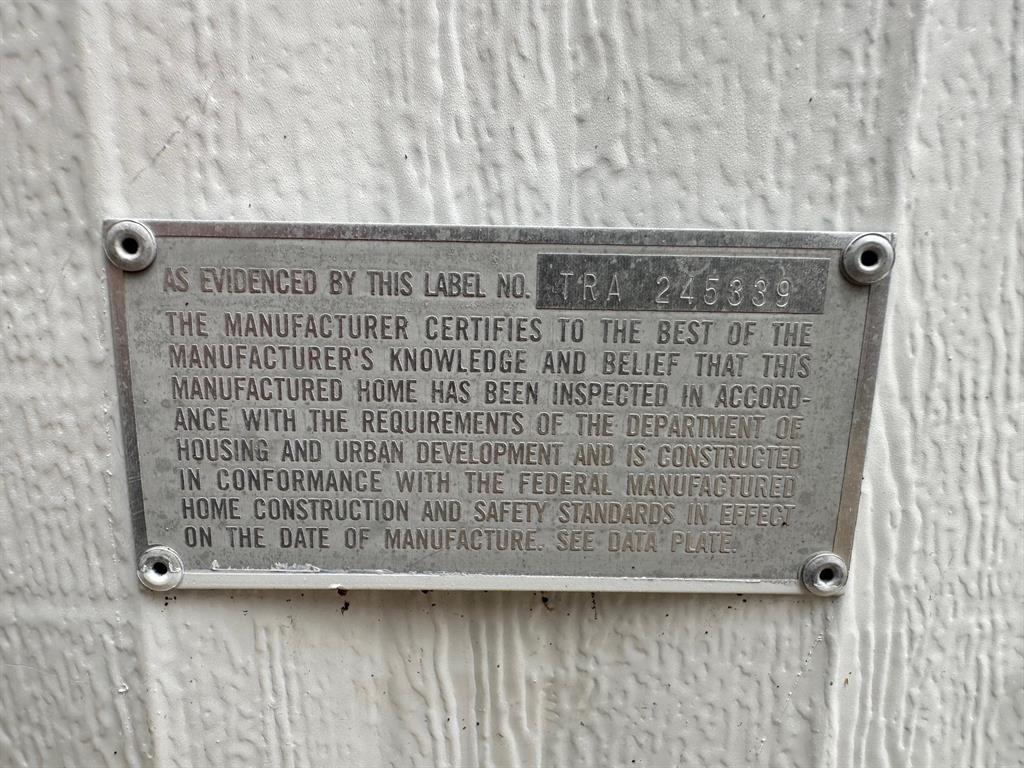 AS EVIDENCED BY THIS LABEL NO. TRA 245339
THE MANUFACTURER CERTIFIES TO THE BEST OF THE
MANUFACTURER'S KNOWLEDGE AND BELIEF THAT THIS
MANUFACTURED HOME HAS BEEN INSPECTED IN ACCORD-
ANCE WITH THE REQUIREMENTS OF THE DEPARTMENT OF
HOUSING AND URBAN DEVELOPMENT AND IS CONSTRUCTED
IN CONFORMANCE WITH THE FEDERAL MANUFACTURED
HOME CONSTRUCTION AND SAFETY STANDARDS IN EFFECT
ON THE DATE OF MANUFACTURE. SEE DATA PLATE.